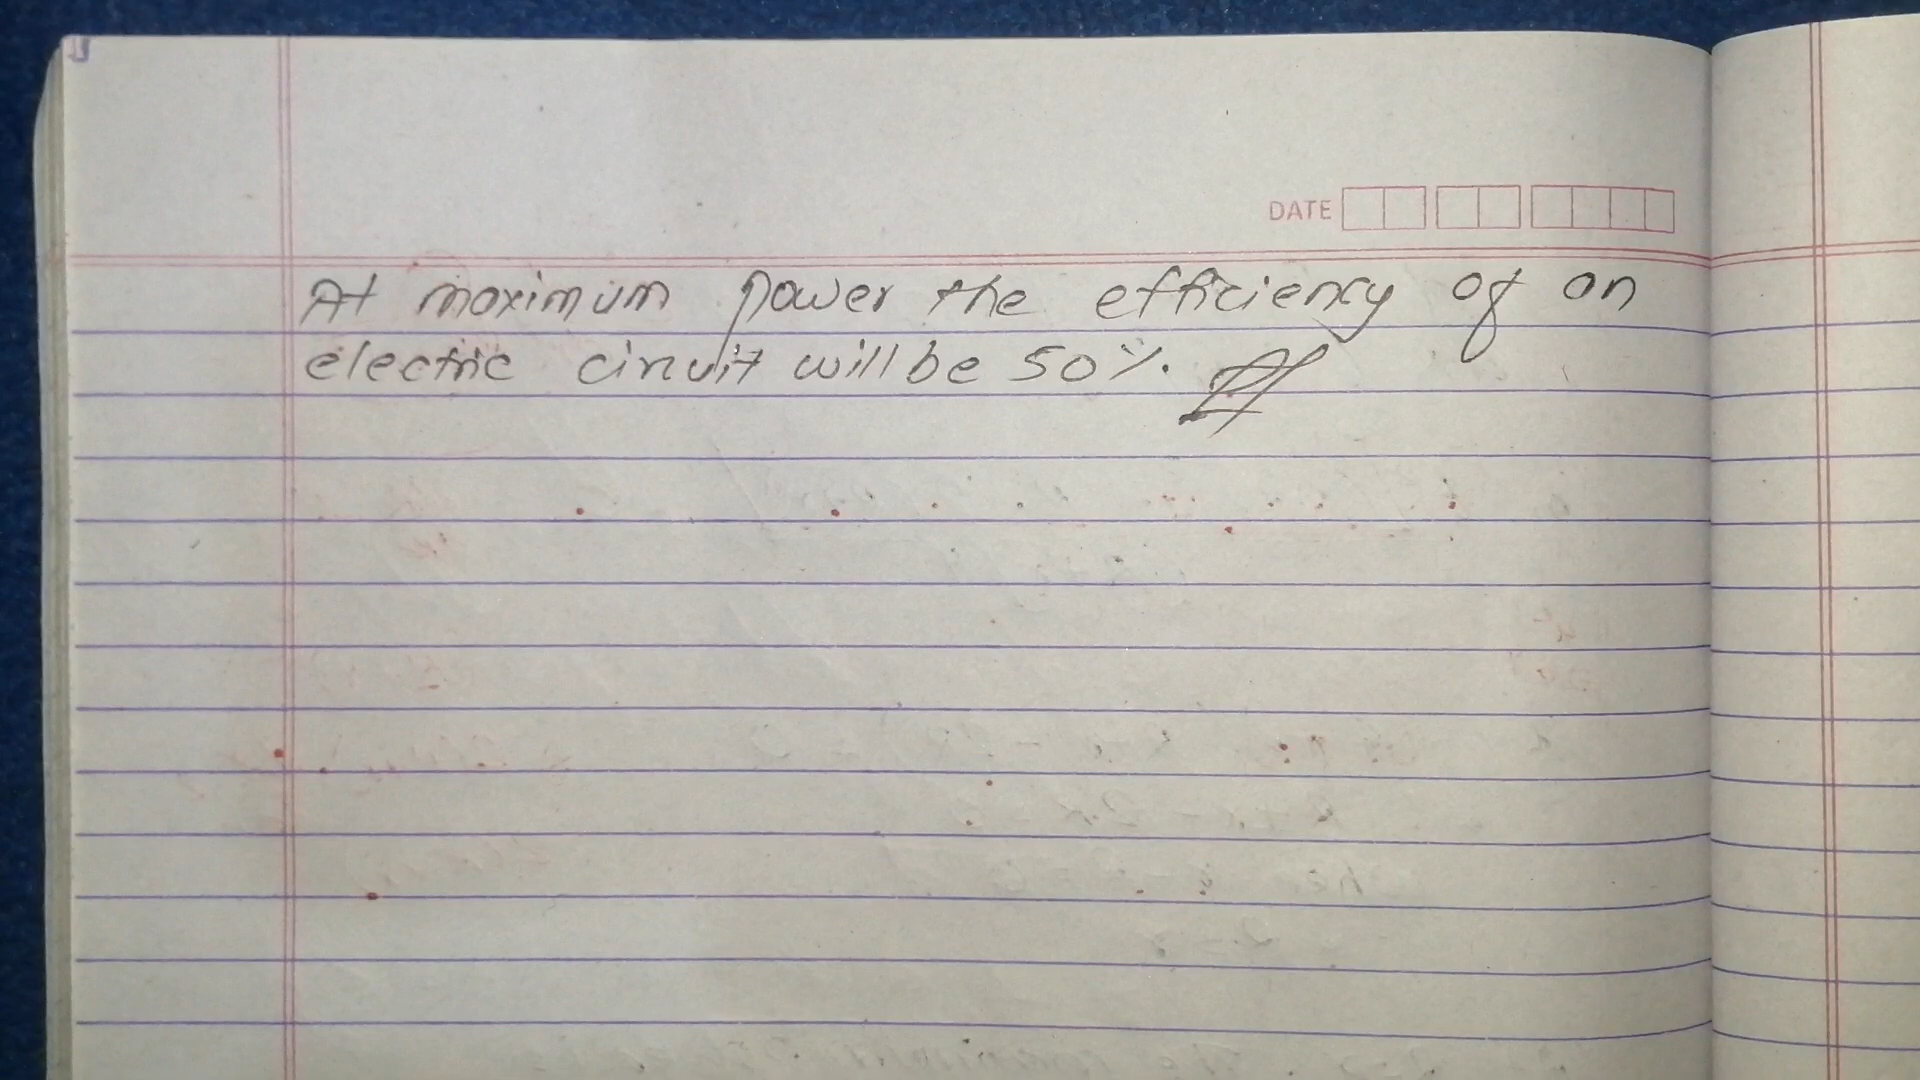 DATE
At maximum power the efficiency of an
electric circuit will be 50%.